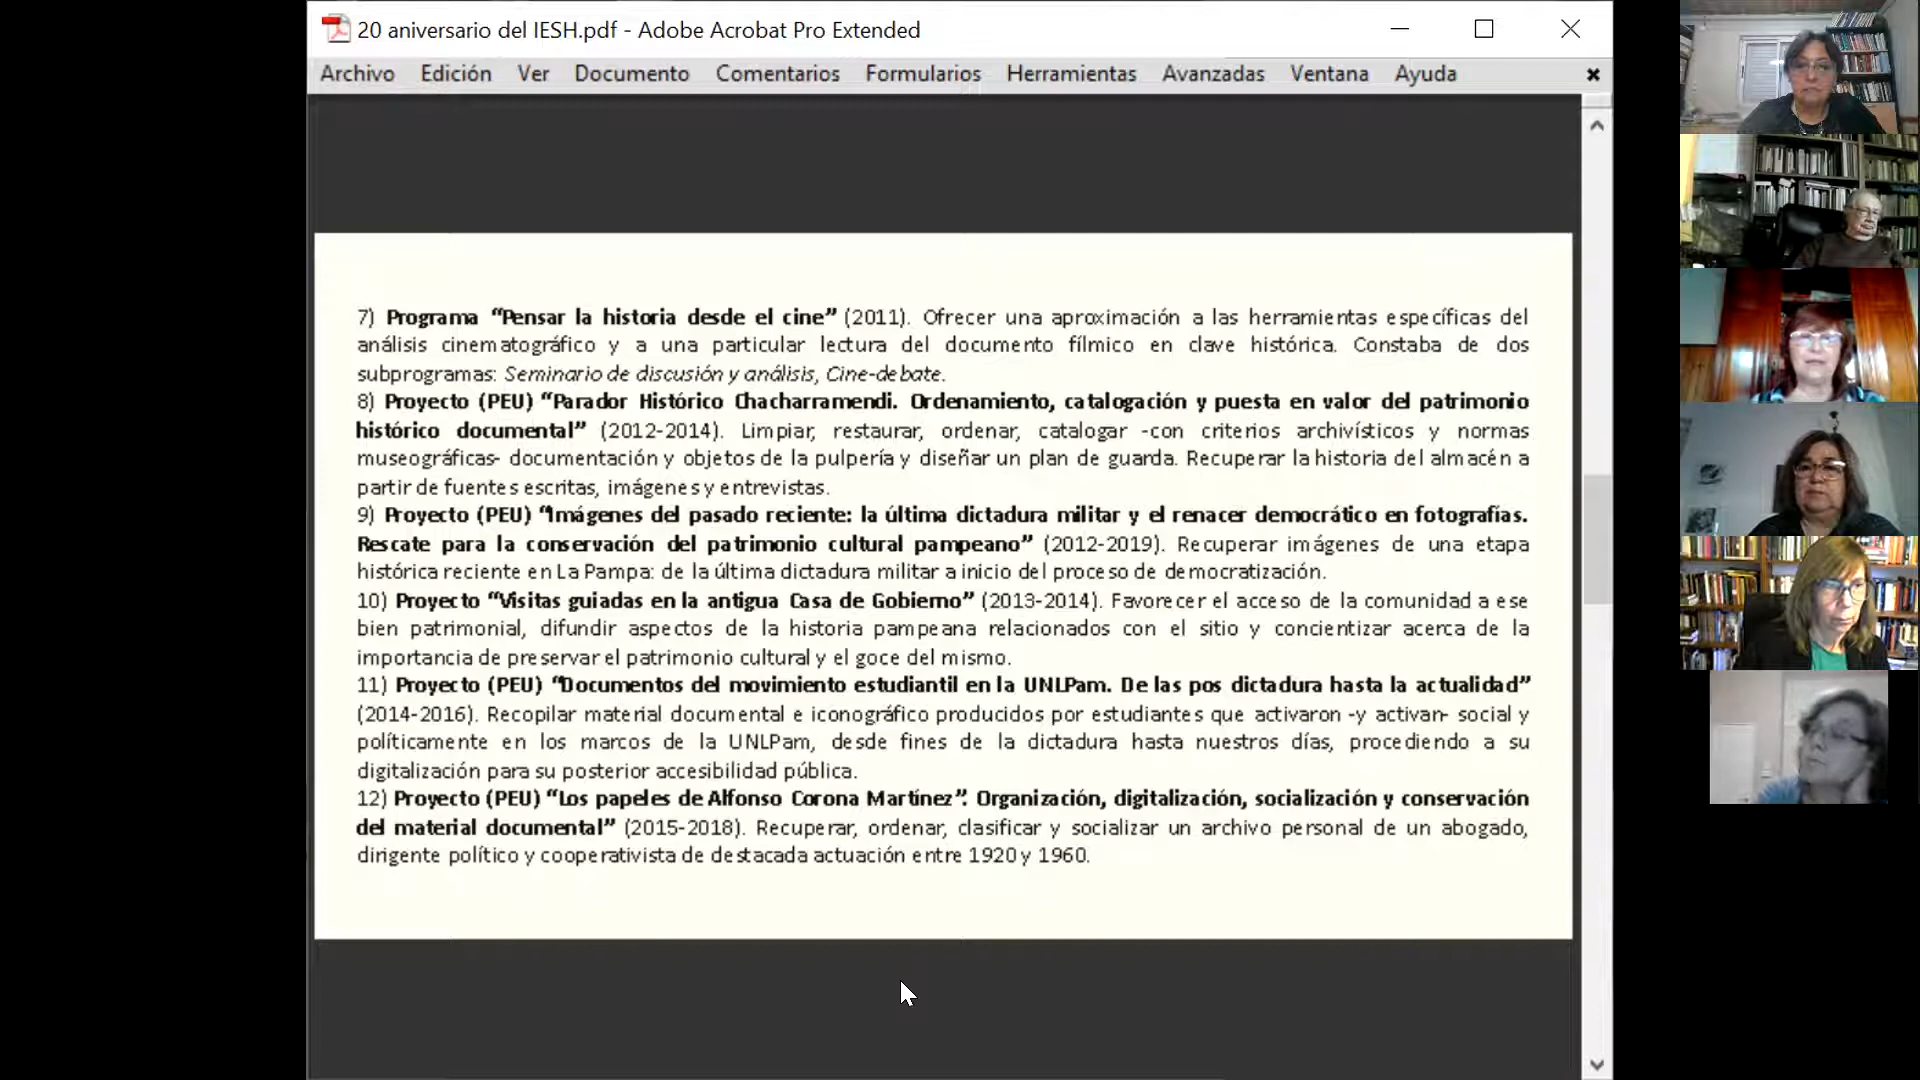 20 aniversario del IESH.pdf - Adobe Acrobat Pro Extended
Archivo Edición Ver Documento Comentarios Formularios Herramientas Avanzadas Ventana Ayuda
7) Programa “Pensar la historia desde el cine” (2011). Ofrecer una aproximación a las herramientas específicas del
análisis cinematográfico y a una particular lectura del documento fílmico en clave histórica. Constaba de dos
subprogramas: Seminario de discusión y análisis, Cine-debate.
8) Proyecto (PEU) “Parador Histórico Chacharramendi. Ordenamiento, catalogación y puesta en valor del patrimonio
histórico documental” (2012-2014). Limpiar, restaurar, ordenar, catalogar -con criterios archivísticos y normas
museográficas- documentación y objetos de la pulpería y diseñar un plan de guarda. Recuperar la historia del almacén a
partir de fuentes escritas, imágenes y entrevistas.
9) Proyecto (PEU) “Imágenes del pasado reciente: la última dictadura militar y el renacer democrático en fotografías.
Rescate para la conservación del patrimonio cultural pampeano” (2012-2019). Recuperar imágenes de una etapa
histórica reciente en La Pampa: de la última dictadura militar a inicio del proceso de democratización.
10) Proyecto “Visitas guiadas en la antigua Casa de Gobierno” (2013-2014). Favorecer el acceso de la comunidad a ese
bien patrimonial, difundir aspectos de la historia pampeana relacionados con el sitio y concientizar acerca de la
importancia de preservar el patrimonio cultural y el goce del mismo.
11) Proyecto (PEU) “Documentos del movimiento estudiantil en la UNLPam. De las pos dictadura hasta la actualidad”
(2014-2016). Recopilar material documental e iconográfico producidos por estudiantes que activaron -y activan- social y
políticamente en los marcos de la UNLPam, desde fines de la dictadura hasta nuestros días, procediendo a su
digitalización para su posterior accesibilidad pública.
12) Proyecto (PEU) “Los papeles de Alfonso Corona Martínez”. Organización, digitalización, socialización y conservación
del material documental” (2015-2018). Recuperar, ordenar, clasificar y socializar un archivo personal de un abogado,
dirigente político y cooperativista de destacada actuación entre 1920 y 1960.